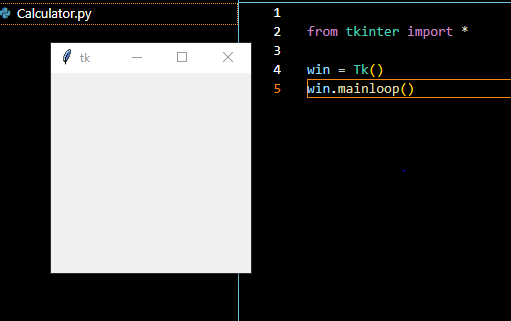 Calculator.py
tk
1
2 from tkinter import *
3
4 win = Tk()
5 win.mainloop()